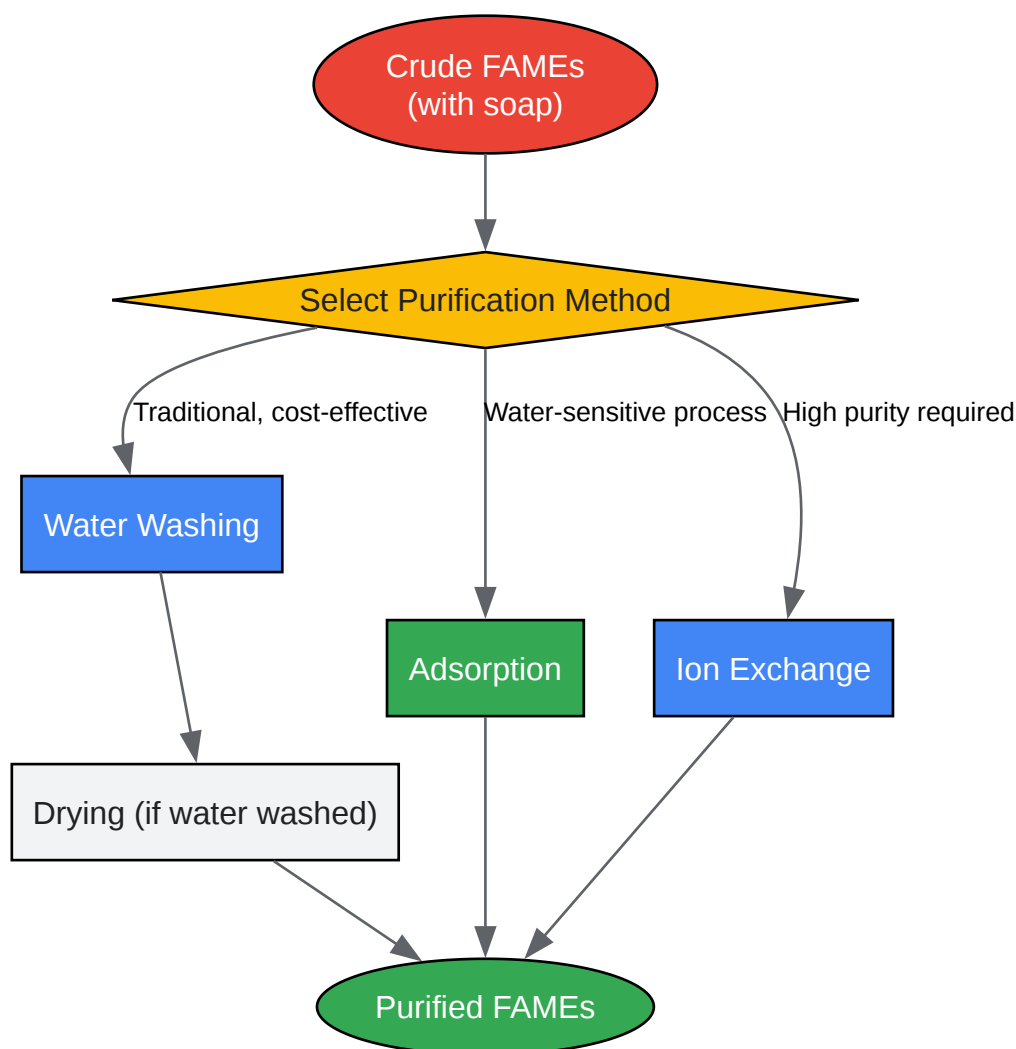 Crude FAMEs
(with soap)
Select Purification Method
Traditional, cost-effective
Water-sensitive process
High purity required
Water Washing
Adsorption
Ion Exchange
Drying (if water washed)
Purified FAMEs